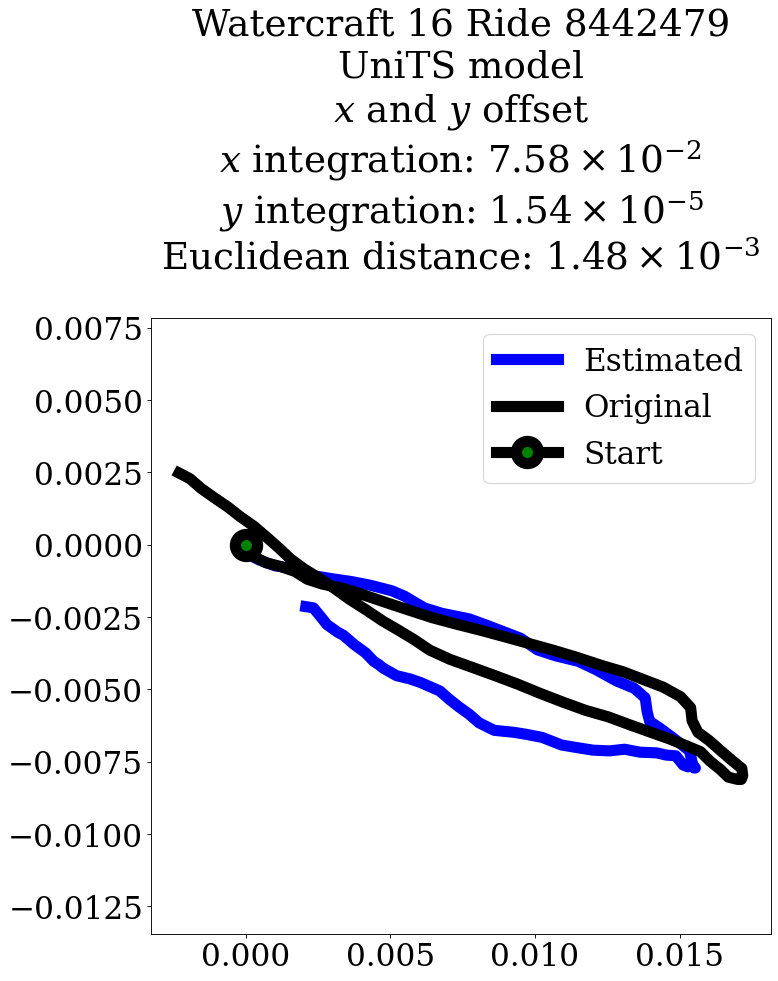 Watercraft 16 Ride 8442479
UniTS model
x and y offset
x integration: 7.58 × 10⁻²
y integration: 1.54 × 10⁻⁵
Euclidean distance: 1.48 × 10⁻³
0.0075
0.0050
0.0025
0.0000
−0.0025
−0.0050
−0.0075
−0.0100
−0.0125
Estimated
Original
Start
0.000 0.005 0.010 0.015